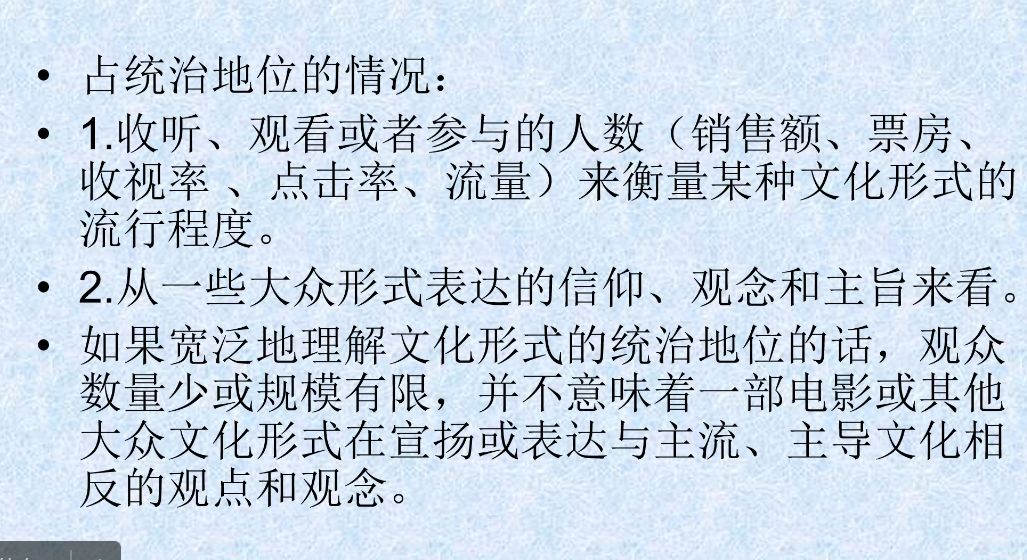 • 占统治地位的情况：
• 1.收听、观看或者参与的人数（销售额、票房、
收视率 、点击率、流量）来衡量某种文化形式的
流行程度。
• 2.从一些大众形式表达的信仰、观念和主旨来看。
• 如果宽泛地理解文化形式的统治地位的话，观众
数量少或规模有限，并不意味着一部电影或其他
大众文化形式在宣扬或表达与主流、主导文化相
反的观点和观念。